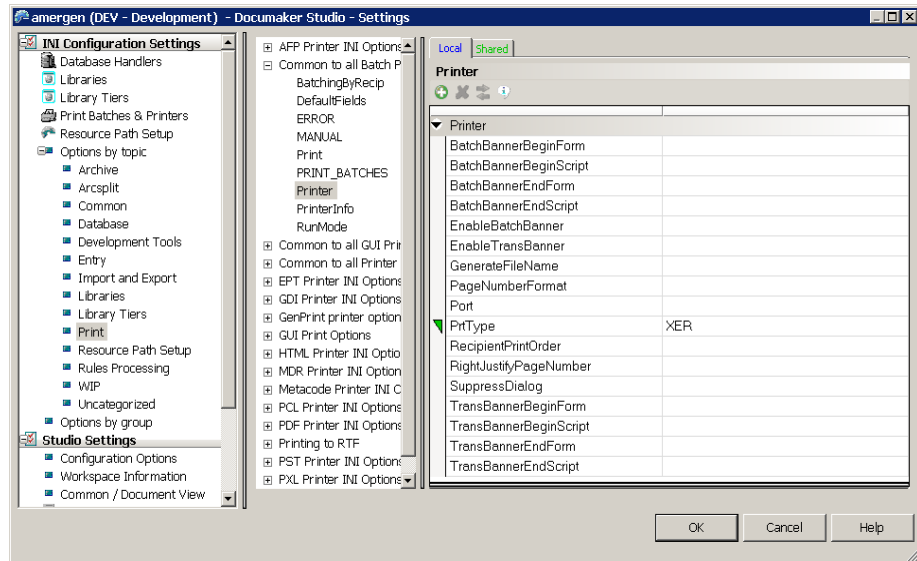 amergen (DEV - Development) - Documaker Studio - Settings
INI Configuration Settings
Database Handlers
Libraries
Library Tiers
Print Batches & Printers
Resource Path Setup
Options by topic
Archive
Arcsplit
Common
Database
Development Tools
Entry
Import and Export
Libraries
Library Tiers
Print
Resource Path Setup
Rules Processing
WIP
Uncategorized
Options by group
Studio Settings
Configuration Options
Workspace Information
Common / Document View
AFP Printer INI Options
Common to all Batch P
BatchingByRecip
DefaultFields
ERROR
MANUAL
Print
PRINT_BATCHES
Printer
PrinterInfo
RunMode
Common to all GUI Prin
Common to all Printer
EPT Printer INI Options
GDI Printer INI Options
GenPrint printer option
GUI Print Options
HTML Printer INI Optio
MDR Printer INI Option
Metacode Printer INI C
PCL Printer INI Options
PDF Printer INI Options
Printing to RTF
PST Printer INI Options
PXL Printer INI Options
Local Shared
Printer
Printer
BatchBannerBeginForm
BatchBannerBeginScript
BatchBannerEndForm
BatchBannerEndScript
EnableBatchBanner
EnableTransBanner
GenerateFileName
PageNumberFormat
Port
PrtType XER
RecipientPrintOrder
RightJustifyPageNumber
SuppressDialog
TransBannerBeginForm
TransBannerBeginScript
TransBannerEndForm
TransBannerEndScript
OK Cancel Help